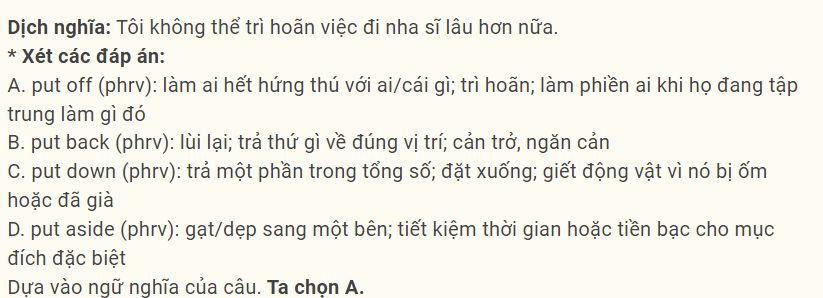 Dịch nghĩa: Tôi không thể trì hoãn việc đi nha sĩ lâu hơn nữa.
* Xét các đáp án:
A. put off (phrv): làm ai hết hứng thú với ai/cái gì; trì hoãn; làm phiền ai khi họ đang tập
trung làm gì đó
B. put back (phrv): lùi lại; trả thứ gì về đúng vị trí; cản trở, ngăn cản
C. put down (phrv): trả một phần trong tổng số; đặt xuống; giết động vật vì nó bị ốm
hoặc đã già
D. put aside (phrv): gạt/dẹp sang một bên; tiết kiệm thời gian hoặc tiền bạc cho mục
đích đặc biệt
Dựa vào ngữ nghĩa của câu. Ta chọn A.